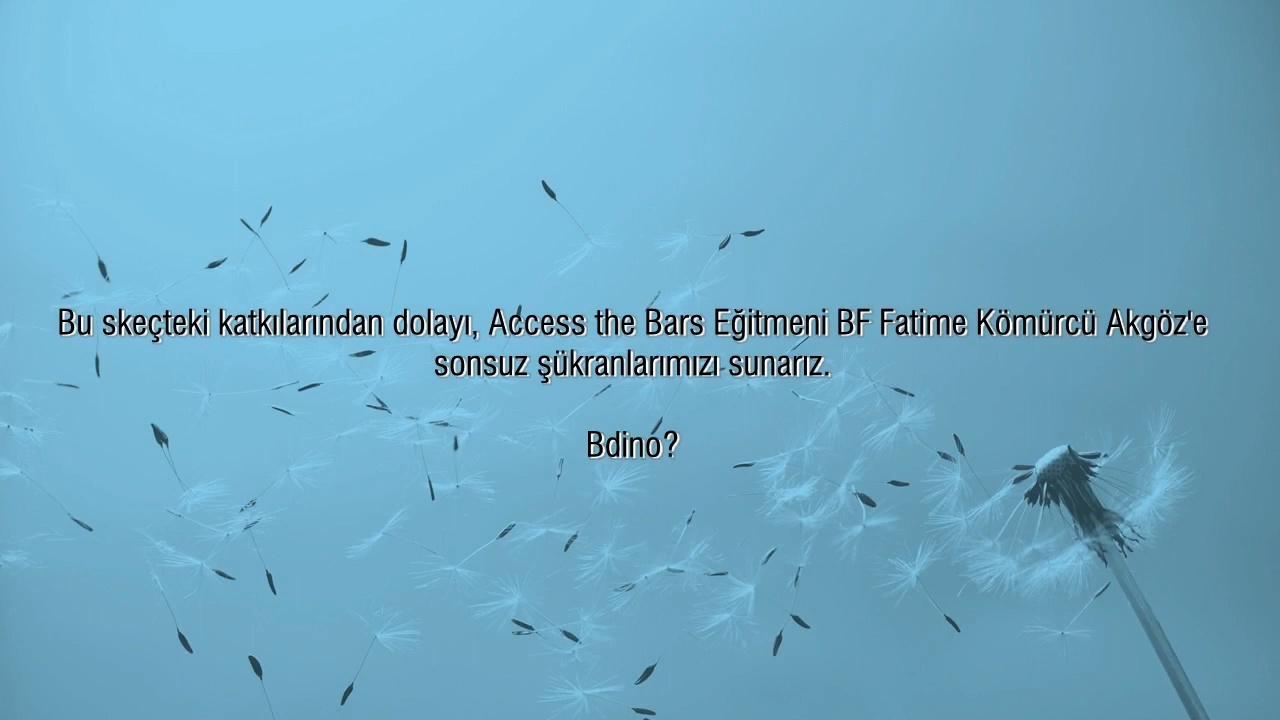 Bu skeçteki katkılarından dolayı, Access the Bars Eğitmeni BF Fatime Kömürcü Akgöz'e
sonsuz şükranlarımızı sunarız.
Bdino?